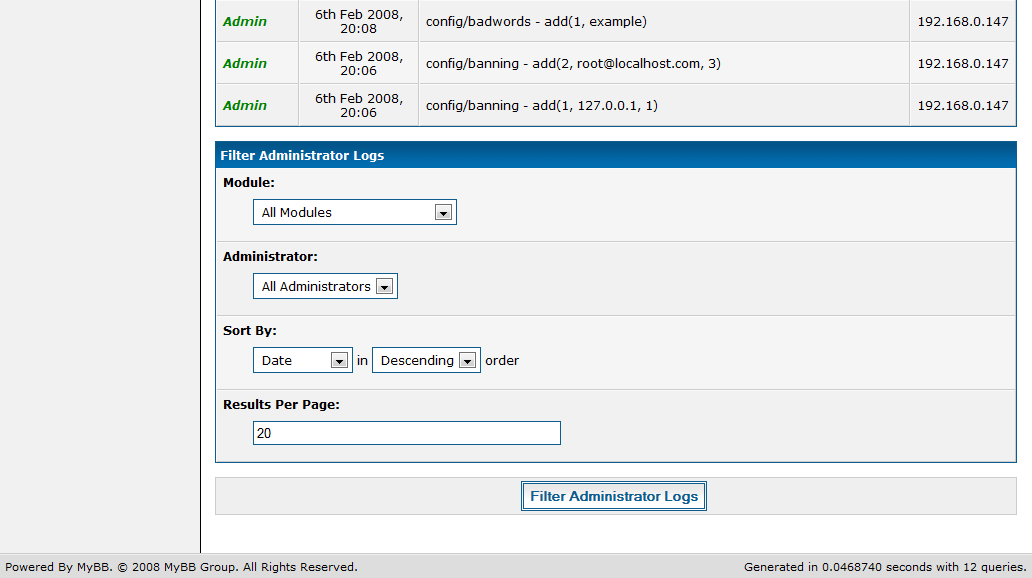 Admin 6th Feb 2008, 20:08 config/badwords - add(1, example) 192.168.0.147
Admin 6th Feb 2008, 20:06 config/banning - add(2, root@localhost.com, 3) 192.168.0.147
Admin 6th Feb 2008, 20:06 config/banning - add(1, 127.0.0.1, 1) 192.168.0.147
Filter Administrator Logs
Module:
All Modules
Administrator:
All Administrators
Sort By:
Date in Descending order
Results Per Page:
20
Filter Administrator Logs
Powered By MyBB. © 2008 MyBB Group. All Rights Reserved. Generated in 0.0468740 seconds with 12 queries.